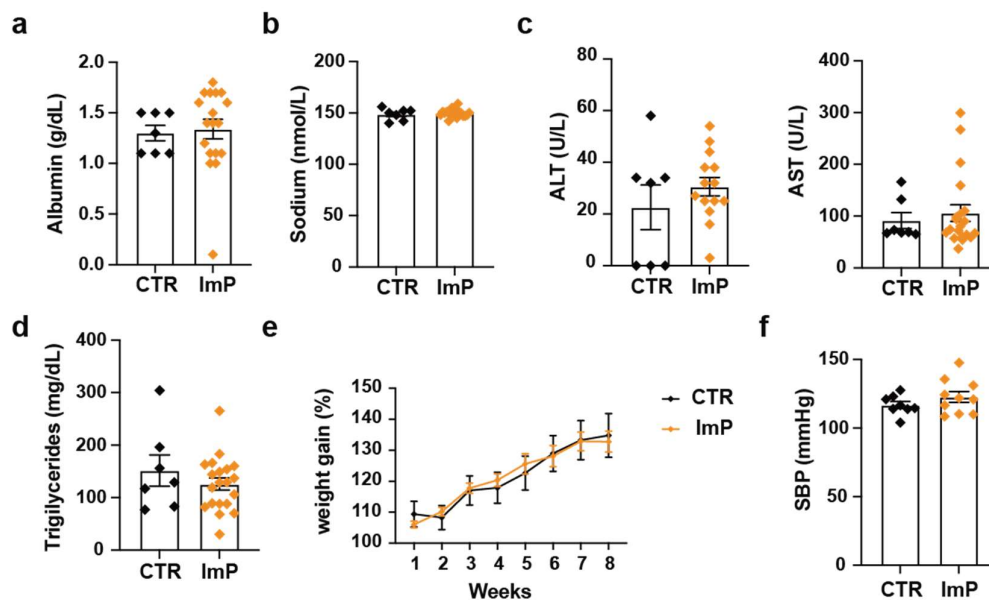 a
Albumin (g/dL)
2.0
1.5
1.0
0.5
0.0
CTR ImP
b
Sodium (nmol/L)
200
150
100
50
0
CTR ImP
c
ALT (U/L)
80
60
40
20
0
CTR ImP
AST (U/L)
400
300
200
100
0
CTR ImP
d
Trigilycerides (mg/dL)
400
300
200
100
0
CTR ImP
e
weight gain (%)
150
140
130
120
110
100
1 2 3 4 5 6 7 8
Weeks
CTR
ImP
f
SBP (mmHg)
150
100
50
0
CTR ImP